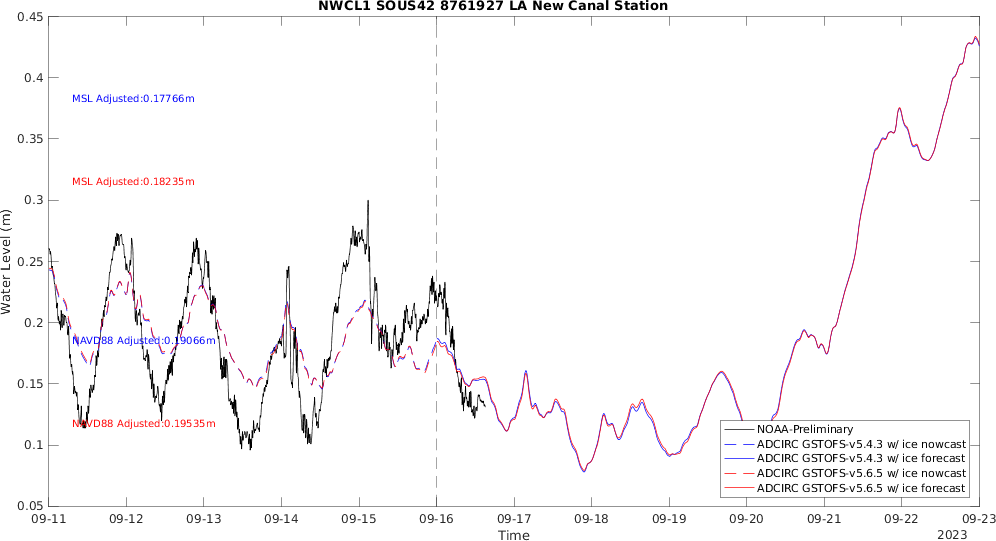 NWCL1 SOUS42 8761927 LA New Canal Station
0.45
0.4
0.35
0.3
0.25
0.2
0.15
0.1
0.05
Water Level (m)
MSL Adjusted:0.17766m
MSL Adjusted:0.18235m
NAVD88 Adjusted:0.19066m
NAVD88 Adjusted:0.19535m
NOAA-Preliminary
ADCIRC GSTOFS-v5.4.3 w/ ice nowcast
ADCIRC GSTOFS-v5.4.3 w/ ice forecast
ADCIRC GSTOFS-v5.6.5 w/ ice nowcast
ADCIRC GSTOFS-v5.6.5 w/ ice forecast
09-11 09-12 09-13 09-14 09-15 09-16 09-17 09-18 09-19 09-20 09-21 09-22 09-23
Time
2023